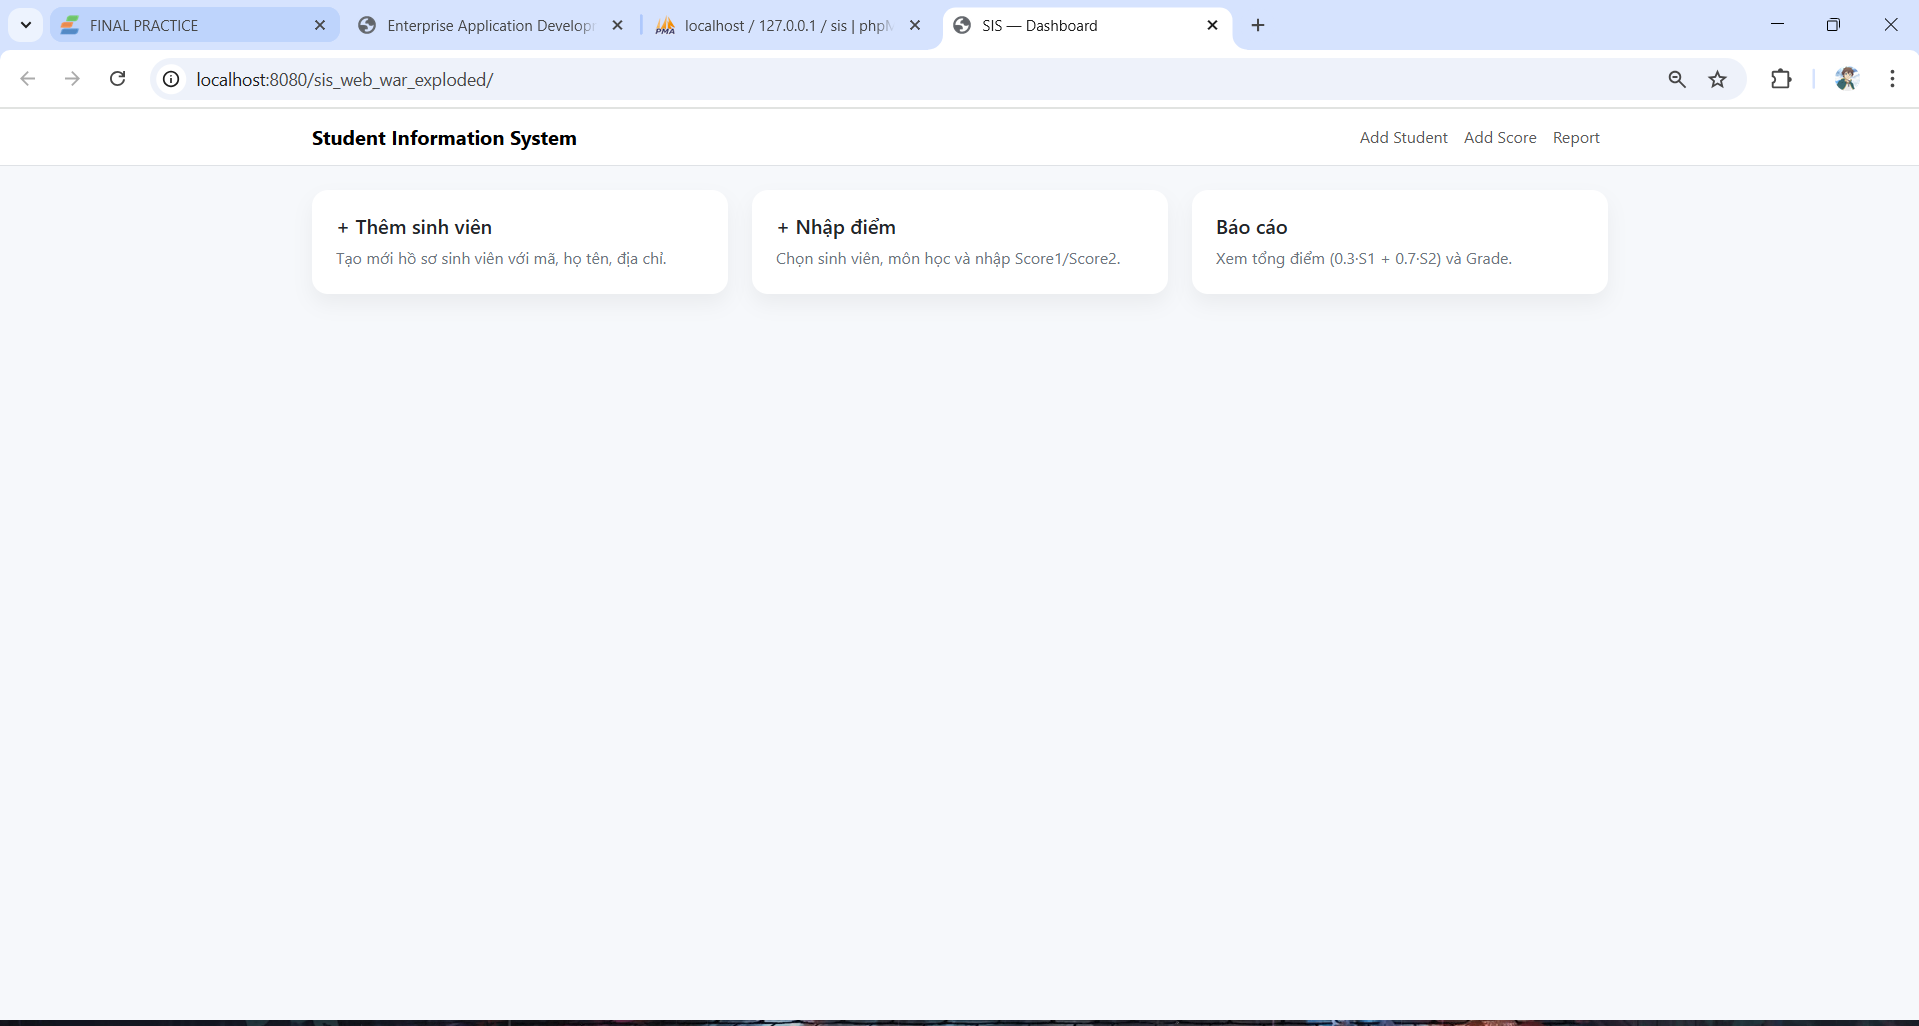 FINAL PRACTICE
Enterprise Application Develop
localhost / 127.0.0.1 / sis | php
SIS — Dashboard
localhost:8080/sis_web_war_exploded/
Student Information System
Add Student
Add Score
Report
+ Thêm sinh viên
Tạo mới hồ sơ sinh viên với mã, họ tên, địa chỉ.
+ Nhập điểm
Chọn sinh viên, môn học và nhập Score1/Score2.
Báo cáo
Xem tổng điểm (0.3·S1 + 0.7·S2) và Grade.